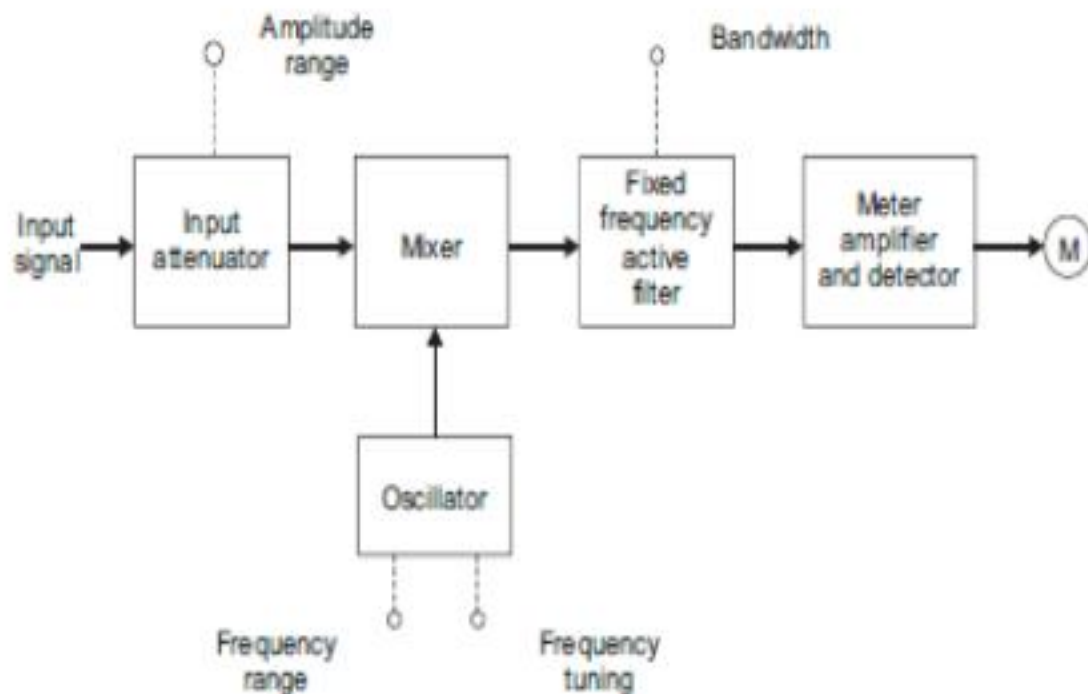 Amplitude
range
Bandwidth
Input
signal
Input
attenuator
Mixer
Fixed
frequency
active
filter
Meter
amplifier
and detector
M
Oscillator
Frequency
range
Frequency
tuning